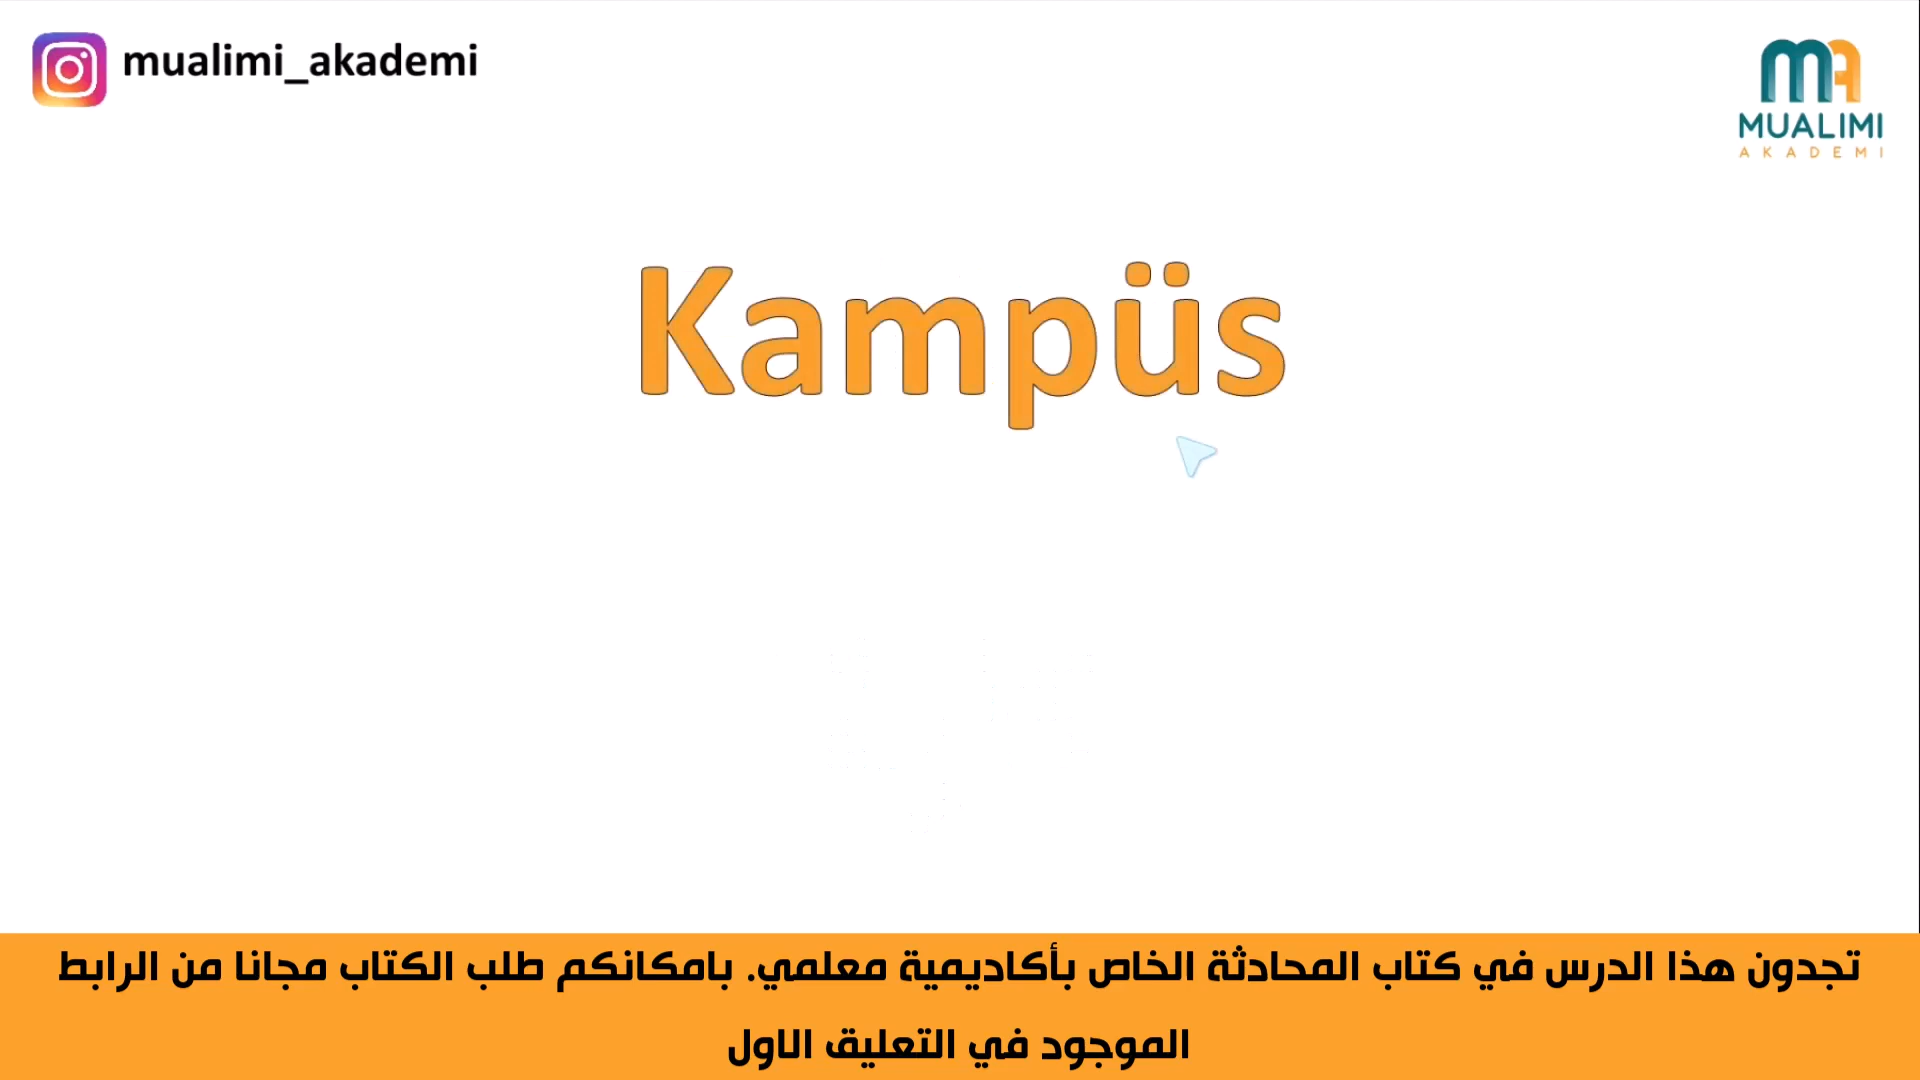 mualimi_akademi
MUALIMI
AKADEMI
Kampüs
تجدون هذا الدرس في كتاب المحادثة الخاص بأكاديمية معلمي. بامكانكم طلب الكتاب مجانا من الرابط
الموجود في التعليق الاول